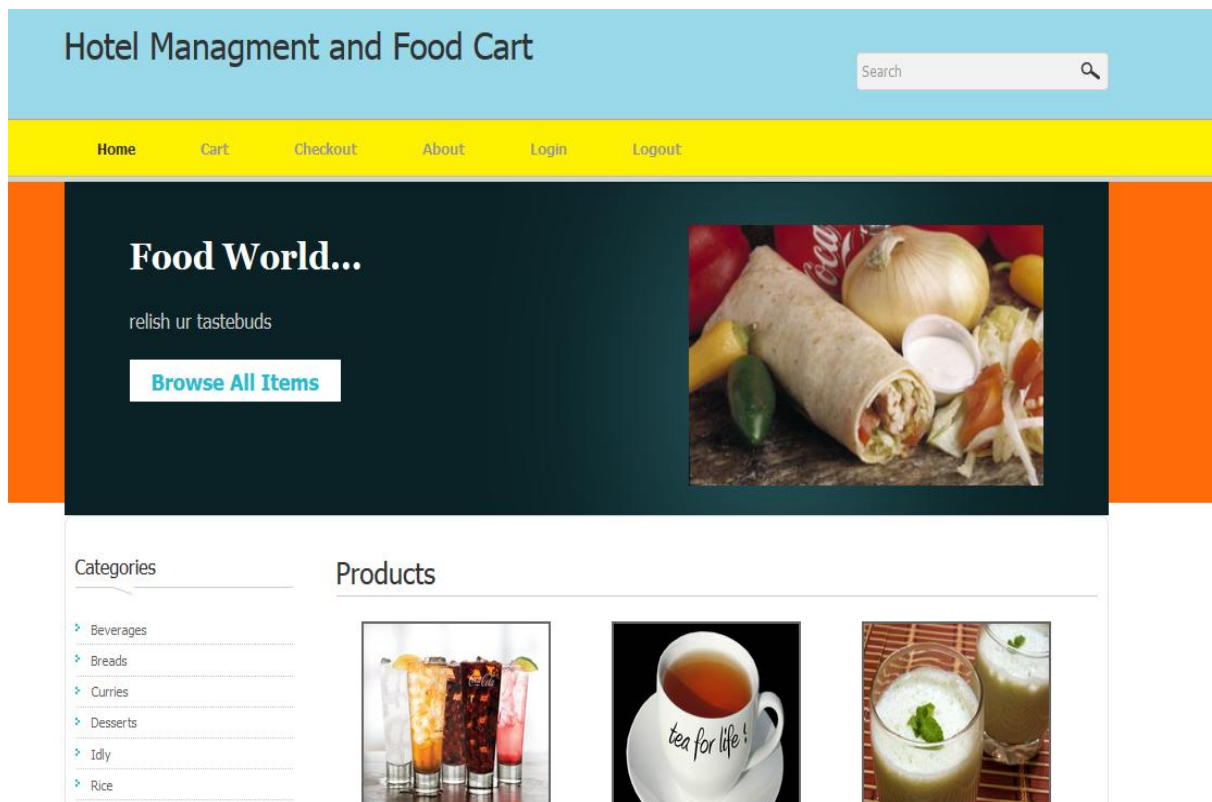 Hotel Managment and Food Cart
Search
Home Cart Checkout About Login Logout
Food World...
relish ur tastebuds
Browse All Items
Coca
Categories
Products
Beverages
Breads
Curries
Desserts
Idly
Rice
tea for life !